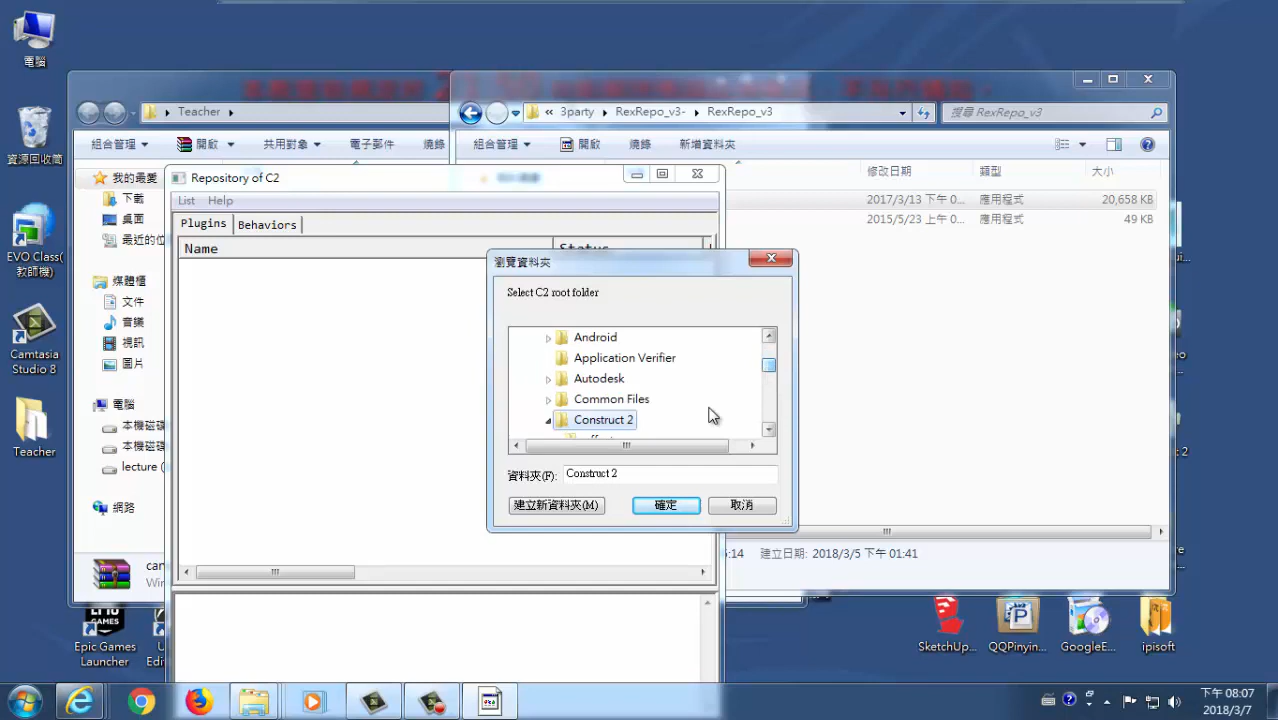 電腦
資源回收筒
EVO Class(
教師機)
Camtasia
Studio 8
Teacher
Teacher
組合管理
開啟
共用對象
電子郵件
燒錄
我的最愛
下載
桌面
最近的位
媒體櫃
文件
音樂
視訊
圖片
電腦
本機磁碟
本機磁碟
lecture (
網路
3party
RexRepo_v3-
RexRepo_v3
搜尋 RexRepo_v3
組合管理
開啟
燒錄
新增資料夾
修改日期
類型
大小
2017/3/13 下午 0...
應用程式
20,658 KB
2015/5/23 上午 0...
應用程式
49 KB
:14
建立日期: 2018/3/5 下午 01:41
Repository of C2
List
Help
Plugins
Behaviors
Name
Status
瀏覽資料夾
Select C2 root folder
Android
Application Verifier
Autodesk
Common Files
Construct 2
資料夾(F):
Construct 2
建立新資料夾(M)
確定
取消
Epic Games
Launcher
SketchUp...
QQPinyin...
GoogleE...
ipisoft
下午 08:07
2018/3/7